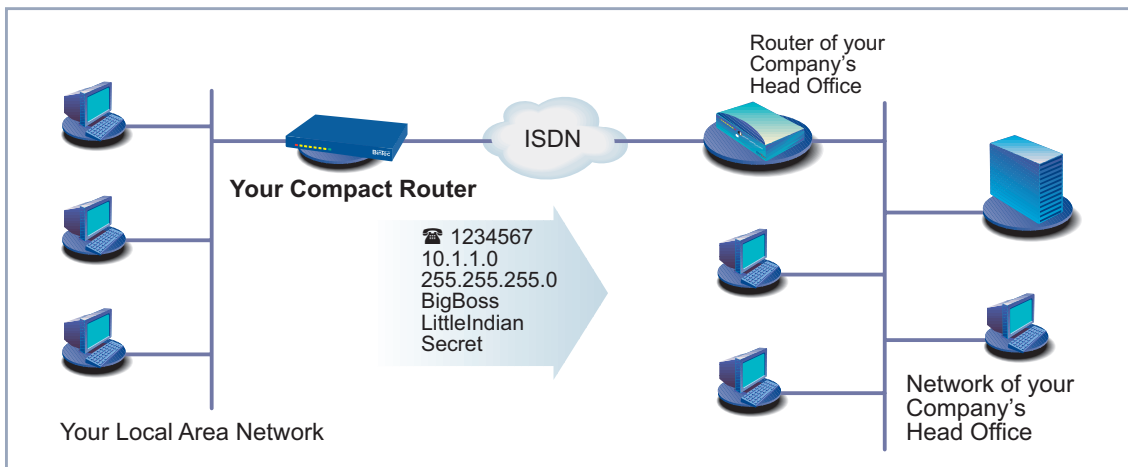 Router of your
Company's
Head Office
ISDN
BinTec
Your Compact Router
☎ 1234567
10.1.1.0
255.255.255.0
BigBoss
LittleIndian
Secret
Your Local Area Network
Network of your
Company's
Head Office